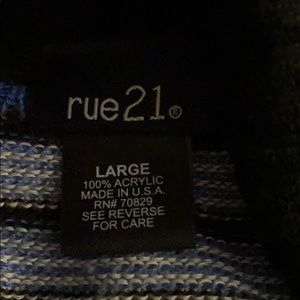 rue21®
LARGE
100% ACRYLIC
MADE IN U.S.A.
RN# 70829
SEE REVERSE
FOR CARE